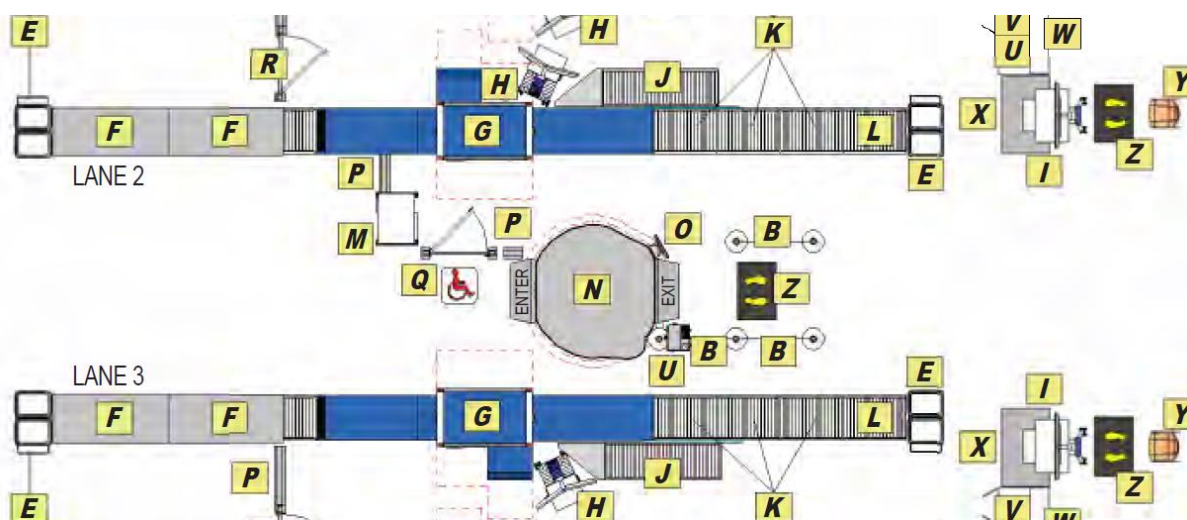 E R H K V W
U
H J Y
F F G L X
Z
LANE 2 P E I
M P O B
Q ENTER N EXIT Z
U B B
LANE 3 E I
F F G L X Y
P H J Z
E K V W